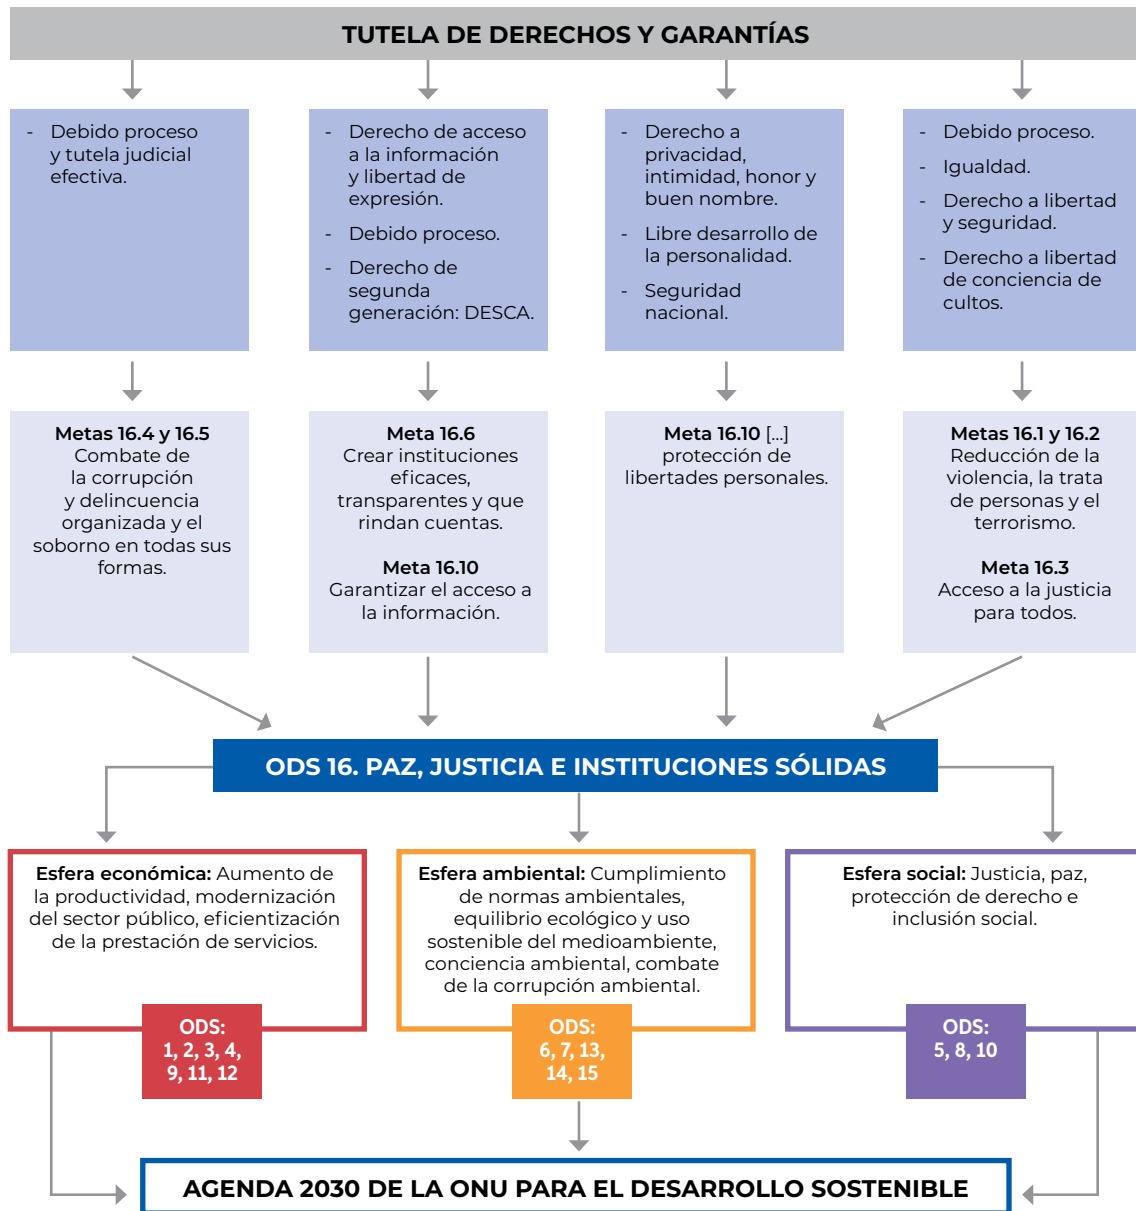 TUTELA DE DERECHOS Y GARANTÍAS
- Debido proceso
y tutela judicial
efectiva.
- Derecho de acceso
a la información
y libertad de
expresión.
- Debido proceso.
- Derecho de
segunda
generación: DESCA.
- Derecho a
privacidad,
intimidad, honor y
buen nombre.
- Libre desarrollo de
la personalidad.
- Seguridad
nacional.
- Debido proceso.
- Igualdad.
- Derecho a libertad
y seguridad.
- Derecho a libertad
de conciencia de
cultos.
Metas 16.4 y 16.5
Combate de
la corrupción
y delincuencia
organizada y el
soborno en todas sus
formas.
Meta 16.6
Crear instituciones
eficaces,
transparentes y que
rindan cuentas.
Meta 16.10
Garantizar el acceso a
la información.
Meta 16.10 [...]
protección de
libertades personales.
Metas 16.1 y 16.2
Reducción de la
violencia, la trata
de personas y el
terrorismo.
Meta 16.3
Acceso a la justicia
para todos.
ODS 16. PAZ, JUSTICIA E INSTITUCIONES SÓLIDAS
Esfera económica: Aumento de
la productividad, modernización
del sector público, eficientización
de la prestación de servicios.
ODS:
1, 2, 3, 4,
9, 11, 12
Esfera ambiental: Cumplimiento
de normas ambientales,
equilibrio ecológico y uso
sostenible del medioambiente,
conciencia ambiental, combate
de la corrupción ambiental.
ODS:
6, 7, 13,
14, 15
Esfera social: Justicia, paz,
protección de derecho e
inclusión social.
ODS:
5, 8, 10
AGENDA 2030 DE LA ONU PARA EL DESARROLLO SOSTENIBLE